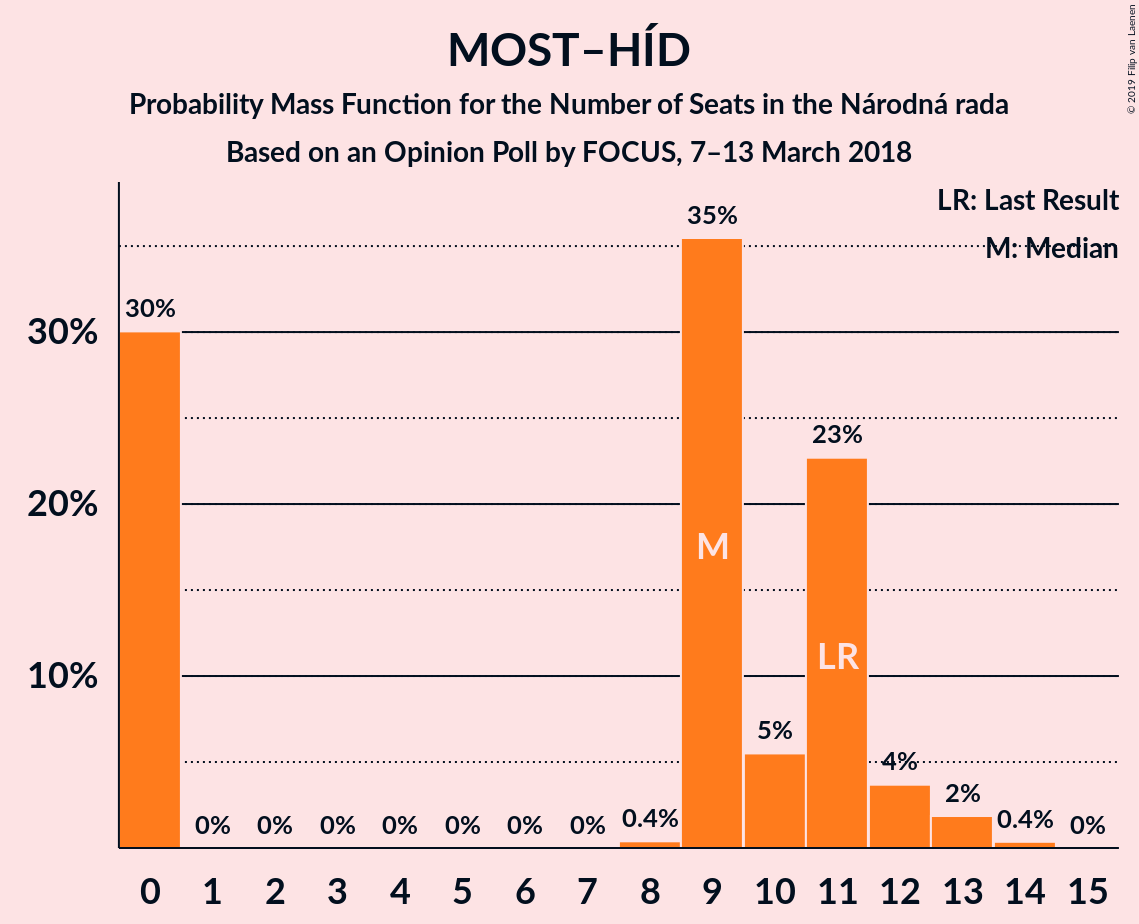 MOST–HÍD
Probability Mass Function for the Number of Seats in the Národná rada
Based on an Opinion Poll by FOCUS, 7–13 March 2018
© 2019 Filip van Laenen
LR: Last Result
M: Median
35%
30%
30%
23%
20%
M
LR
10%
5%
4%
2%
0% 0% 0% 0% 0% 0% 0% 0.4% 0.4% 0%
0 1 2 3 4 5 6 7 8 9 10 11 12 13 14 15